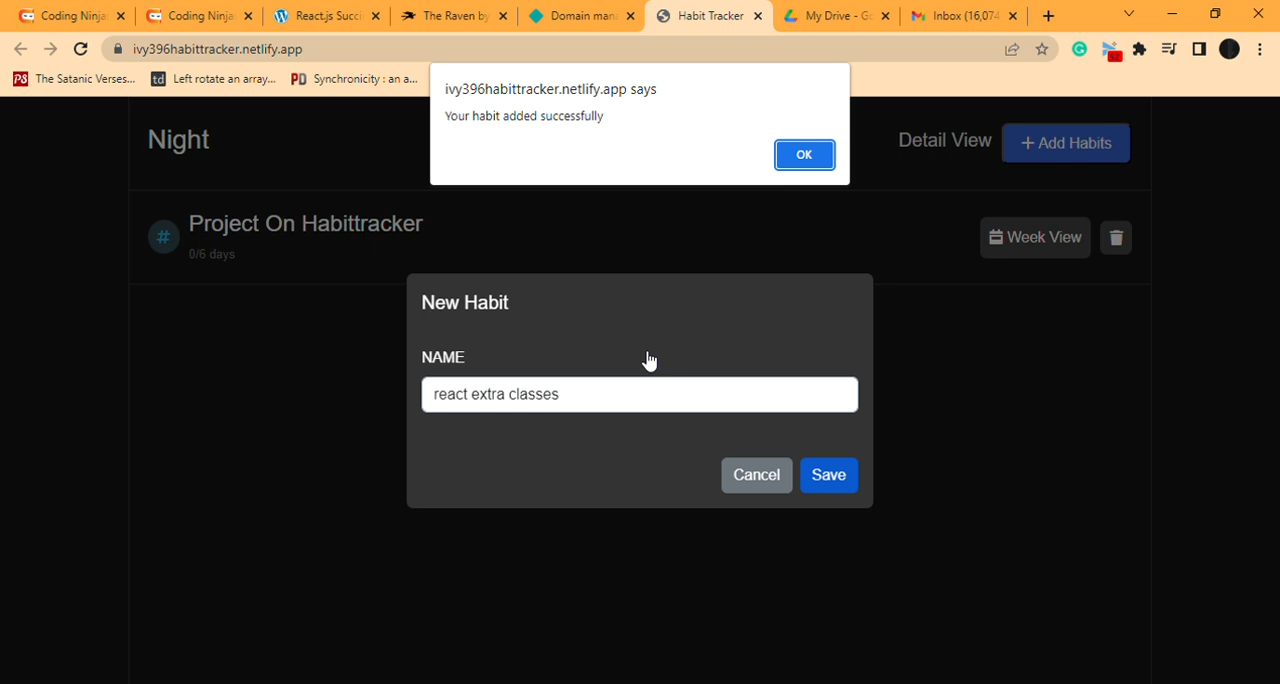 Coding Ninja
Coding Ninja
React.js Succi
The Raven by
Domain mana
Habit Tracker
My Drive - Go
Inbox (16,074
ivy396habittracker.netlify.app
The Satanic Verses...
Left rotate an array...
Synchronicity : an a...
ivy396habittracker.netlify.app says
Your habit added successfully
OK
Night
Detail View
+ Add Habits
# Project On Habittracker
0/6 days
Week View
New Habit
NAME
react extra classes
Cancel
Save